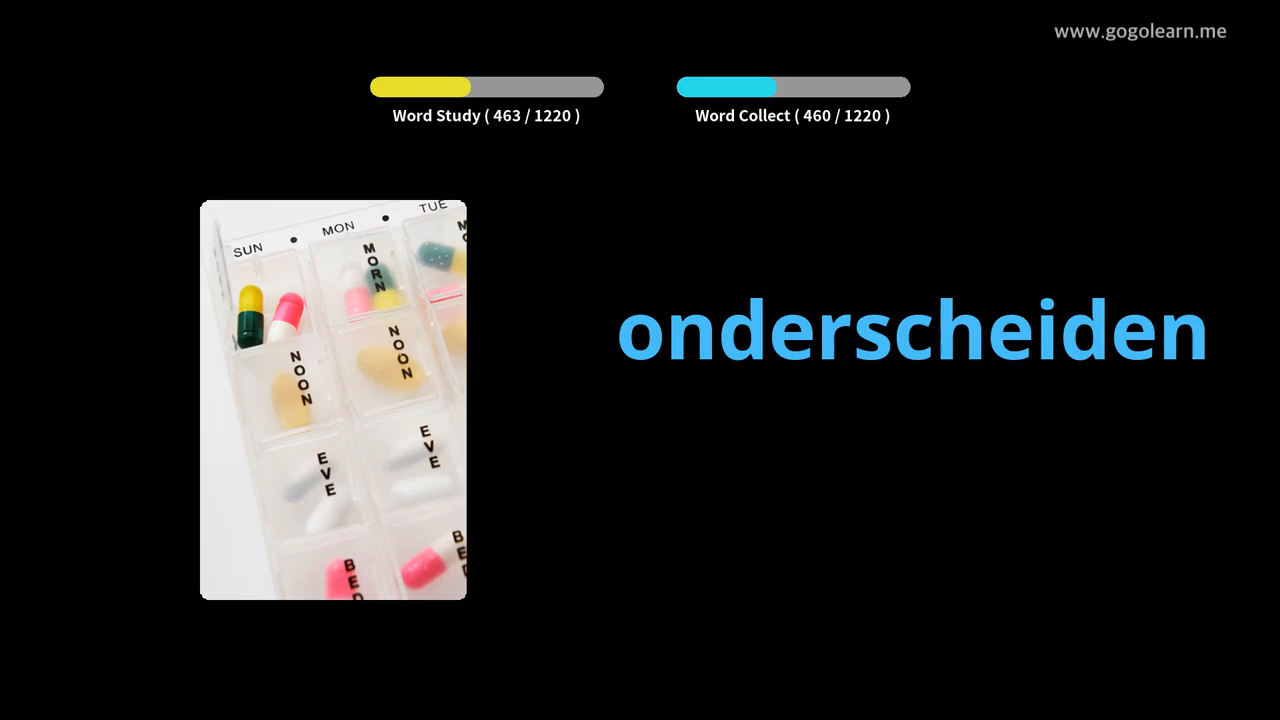 www.gogolearn.me
Word Study ( 463 / 1220 )
Word Collect ( 460 / 1220 )
SUN • MON • TUE
MORN
NOON
NOON
EVE
EVE
BED
onderscheiden